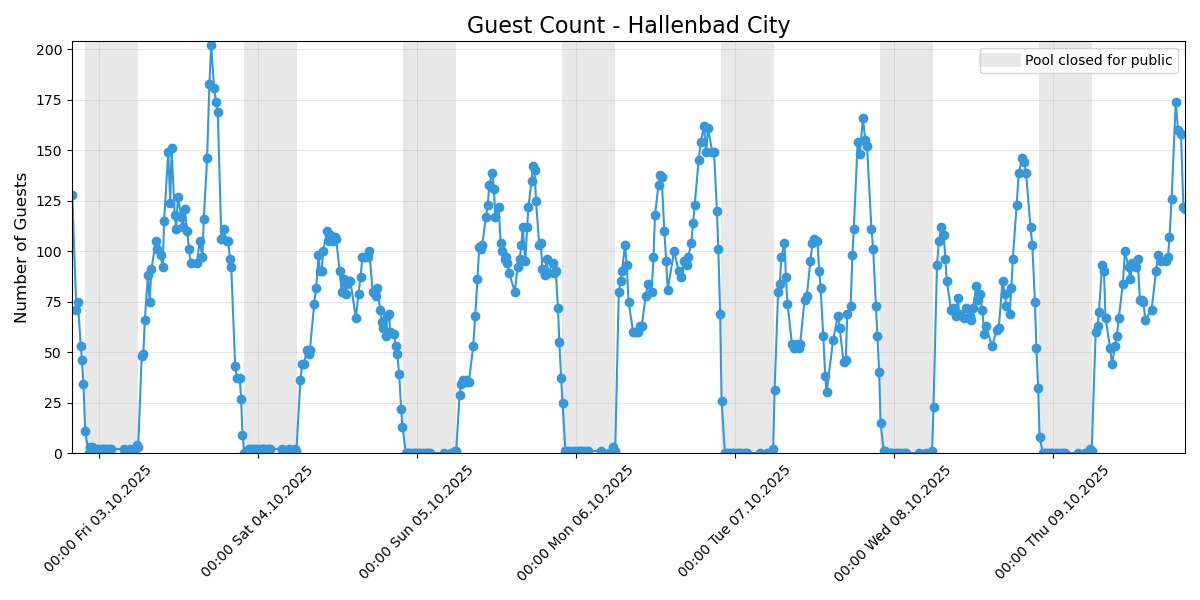 Guest Count - Hallenbad City
Pool closed for public
Number of Guests
200
175
150
125
100
75
50
25
0
00:00 Fri 03.10.2025
00:00 Sat 04.10.2025
00:00 Sun 05.10.2025
00:00 Mon 06.10.2025
00:00 Tue 07.10.2025
00:00 Wed 08.10.2025
00:00 Thu 09.10.2025